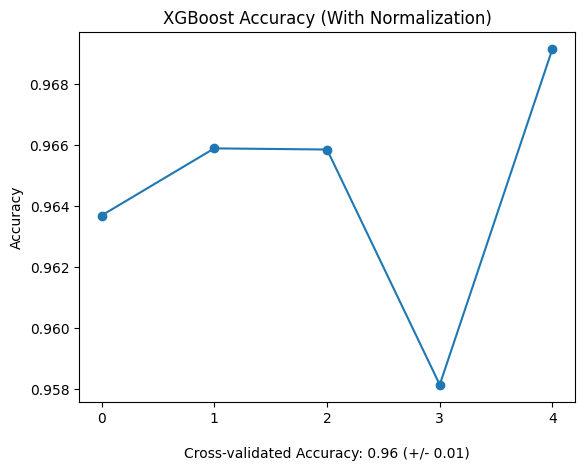 XGBoost Accuracy (With Normalization)
0.968
0.966
0.964
0.962
0.960
0.958
Accuracy
0 1 2 3 4
Cross-validated Accuracy: 0.96 (+/- 0.01)